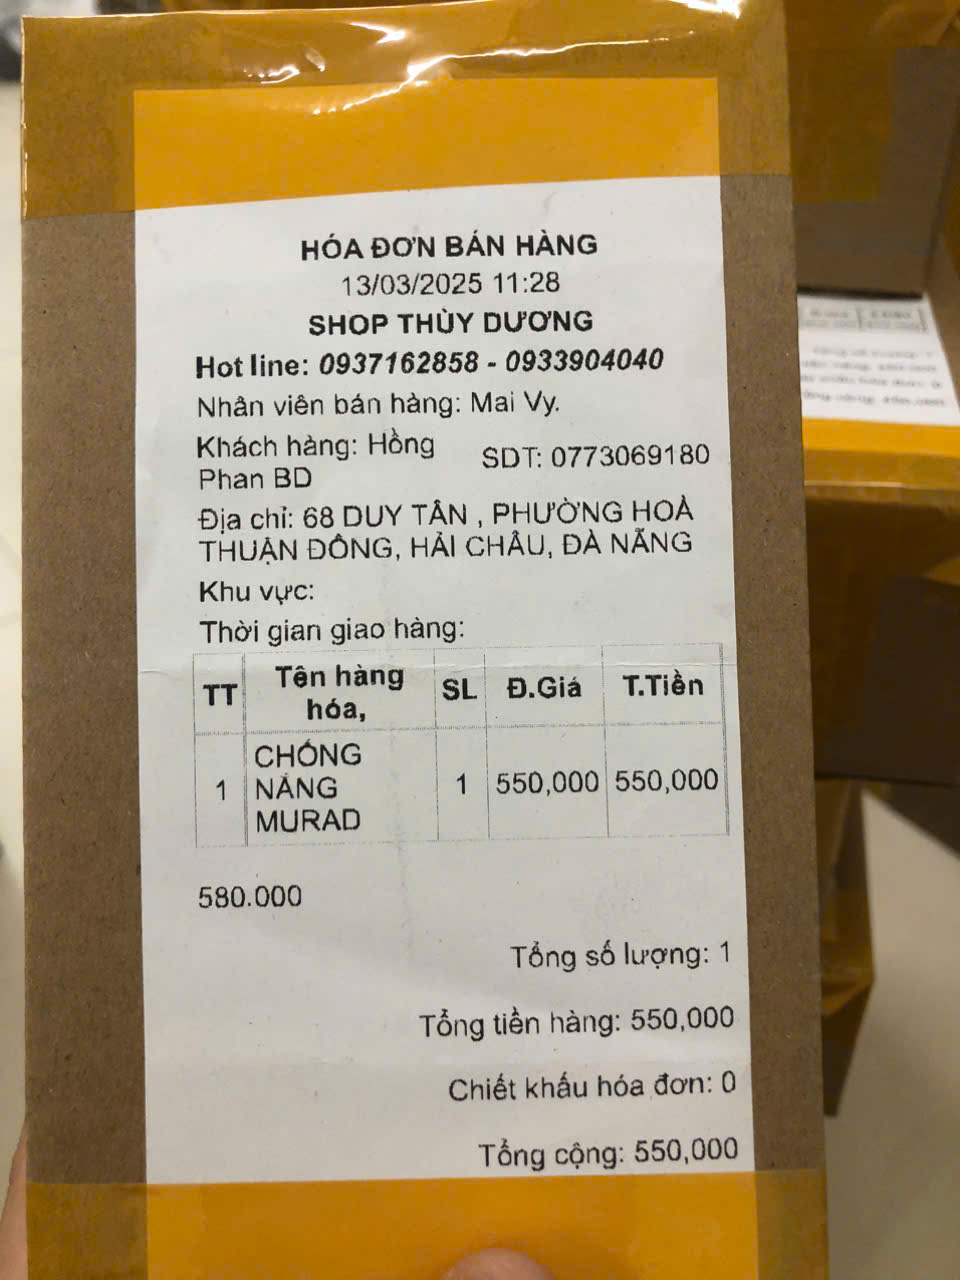 HÓA ĐƠN BÁN HÀNG
13/03/2025 11:28
SHOP THÙY DƯƠNG
Hot line: 0937162858 - 0933904040
Nhân viên bán hàng: Mai Vy.
Khách hàng: Hồng Phan BD SDT: 0773069180
Địa chỉ: 68 DUY TÂN , PHƯỜNG HOÀ
THUẬN ĐÔNG, HẢI CHÂU, ĐÀ NẴNG
Khu vực:
Thời gian giao hàng:
TT Tên hàng hóa, SL Đ.Giá T.Tiền
1 CHỐNG NẮNG MURAD 1 550,000 550,000
580.000
Tổng số lượng: 1
Tổng tiền hàng: 550,000
Chiết khấu hóa đơn: 0
Tổng cộng: 550,000